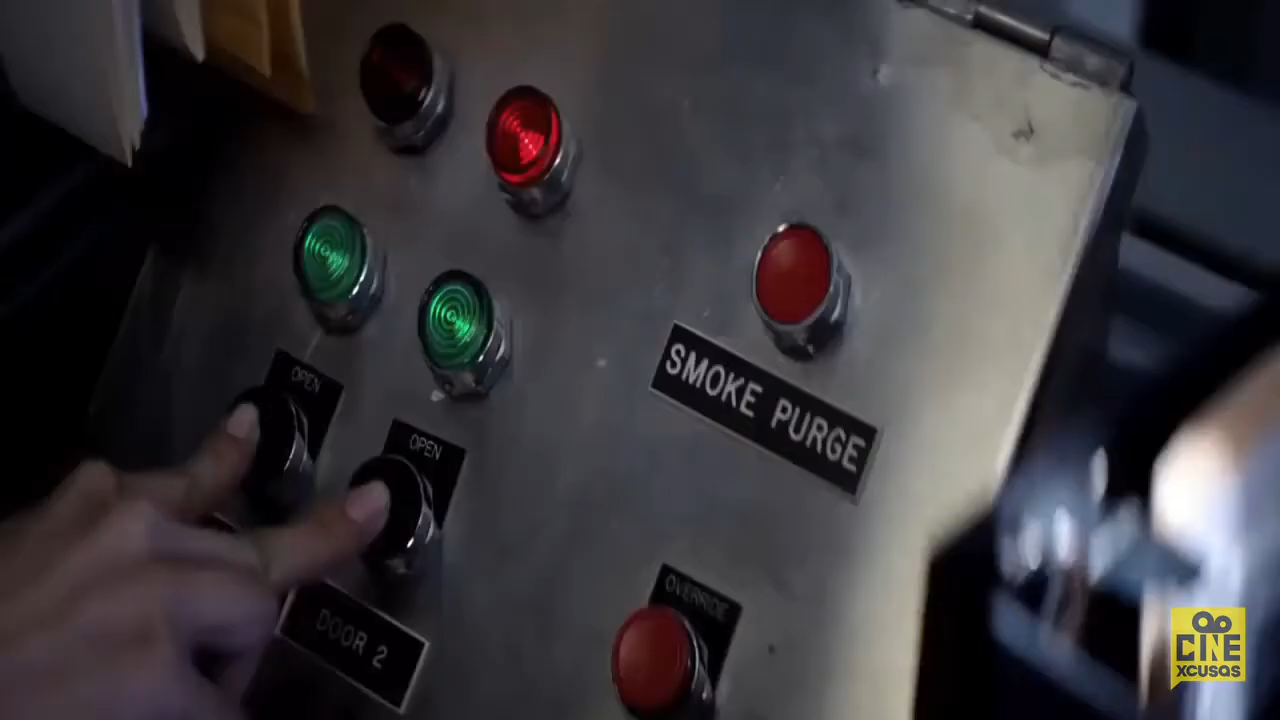 OPEN
OPEN
SMOKE PURGE
OVERRIDE
DOOR 2
CINE
XCUSAS